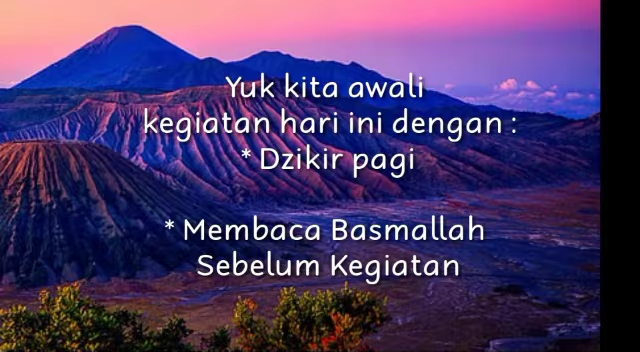 Yuk kita awali
kegiatan hari ini dengan :
* Dzikir pagi
* Membaca Basmallah
Sebelum Kegiatan